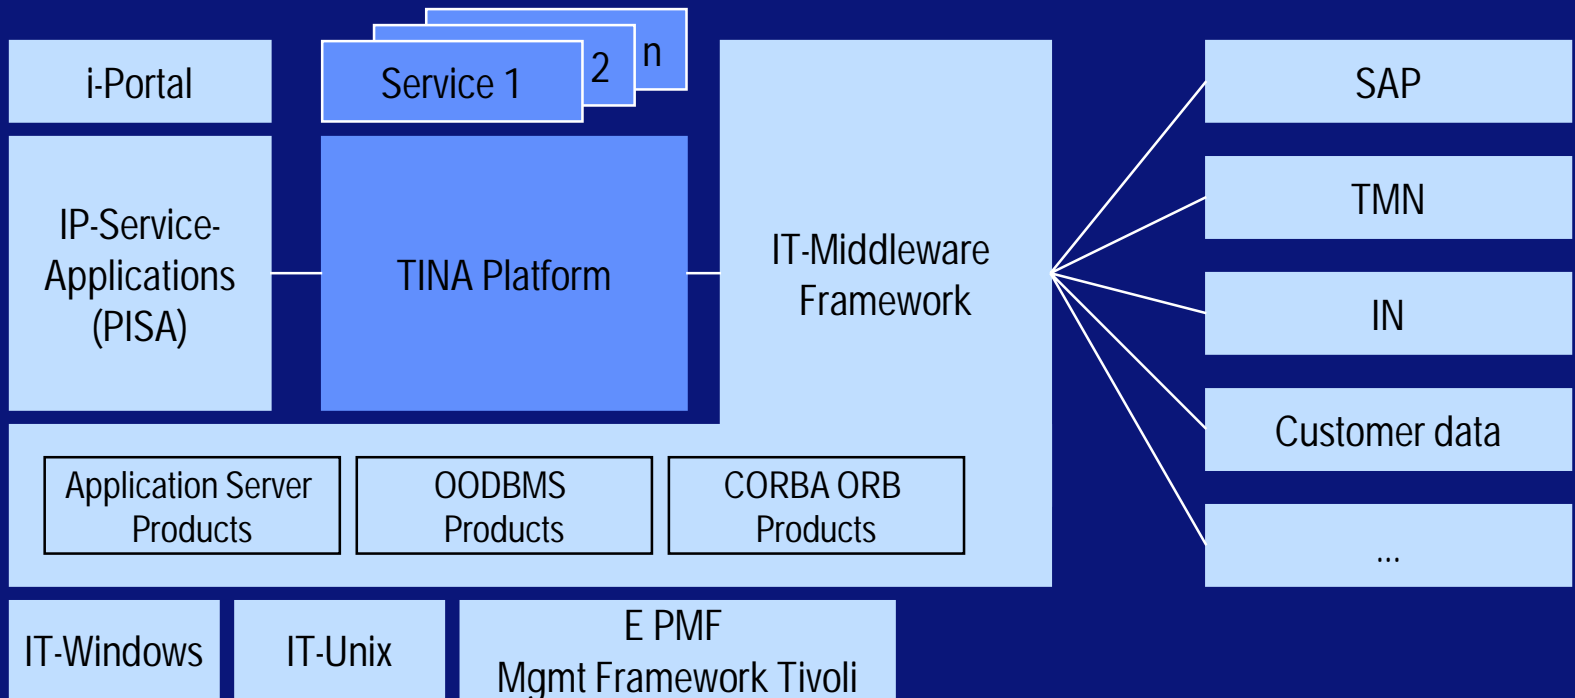 i-Portal
Service 1
2
n
IP-Service-
Applications
(PISA)
TINA Platform
IT-Middleware
Framework
SAP
TMN
IN
Customer data
...
Application Server
Products
OODBMS
Products
CORBA ORB
Products
IT-Windows
IT-Unix
E PMF
Mgmt Framework Tivoli